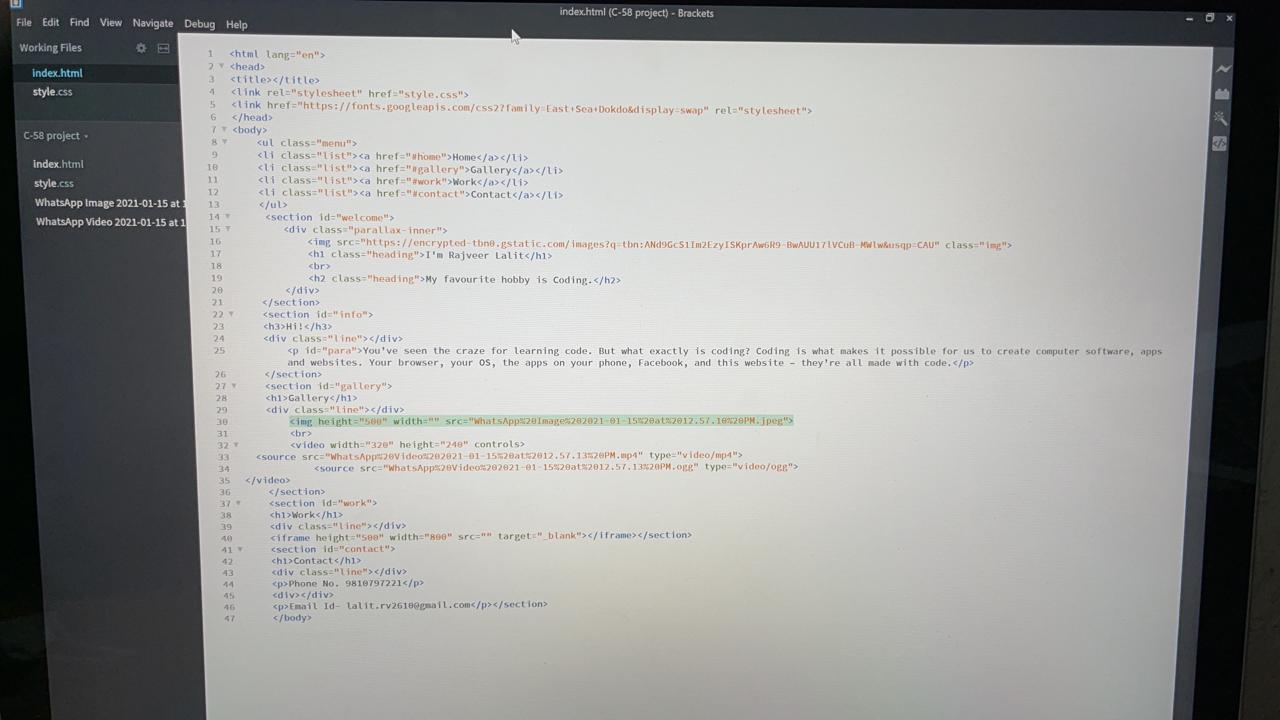 index.html (C-58 project) - Brackets
File Edit Find View Navigate Debug Help
Working Files
index.html
style.css
C-58 project
index.html
style.css
WhatsApp Image 2021-01-15 at 1
WhatsApp Video 2021-01-15 at 1
1 <html lang="en">
2 <head>
3 <title></title>
4 <link rel="stylesheet" href="style.css">
5 <link href="https://fonts.googleapis.com/css2?family=East+Sea+Dokdo&display=swap" rel="stylesheet">
6 </head>
7 <body>
8 <ul class="menu">
9 <li class="list"><a href="#home">Home</a></li>
10 <li class="list"><a href="#gallery">Gallery</a></li>
11 <li class="list"><a href="#work">Work</a></li>
12 <li class="list"><a href="#contact">Contact</a></li>
13 </ul>
14 <section id="welcome">
15 <div class="parallax-inner">
16 <img src="https://encrypted-tbn0.gstatic.com/images?q=tbn:ANd9GcS1Im2EzyISKprAw6R9-BwAUU17lVCuB-MWlw&usqp=CAU" class="img">
17 <h1 class="heading">I'm Rajveer Lalit</h1>
18 <br>
19 <h2 class="heading">My favourite hobby is Coding.</h2>
20 </div>
21 </section>
22 <section id="info">
23 <h3>Hi!</h3>
24 <div class="line"></div>
25 <p id="para">You've seen the craze for learning code. But what exactly is coding? Coding is what makes it possible for us to create computer software, apps
and websites. Your browser, your OS, the apps on your phone, Facebook, and this website – they're all made with code.</p>
26 </section>
27 <section id="gallery">
28 <h1>Gallery</h1>
29 <div class="line"></div>
30 <img height="500" width="" src="WhatsApp%20Image%202021-01-15%20at%2012.57.10%20PM.jpeg">
31 <br>
32 <video width="320" height="240" controls>
33 <source src="WhatsApp%20Video%202021-01-15%20at%2012.57.13%20PM.mp4" type="video/mp4">
34 <source src="WhatsApp%20Video%202021-01-15%20at%2012.57.13%20PM.ogg" type="video/ogg">
35 </video>
36 </section>
37 <section id="work">
38 <h1>Work</h1>
39 <div class="line"></div>
40 <iframe height="500" width="800" src="" target="_blank"></iframe></section>
41 <section id="contact">
42 <h1>Contact</h1>
43 <div class="line"></div>
44 <p>Phone No. 9810797221</p>
45 <div></div>
46 <p>Email Id- lalit.rv2610@gmail.com</p></section>
47 </body>